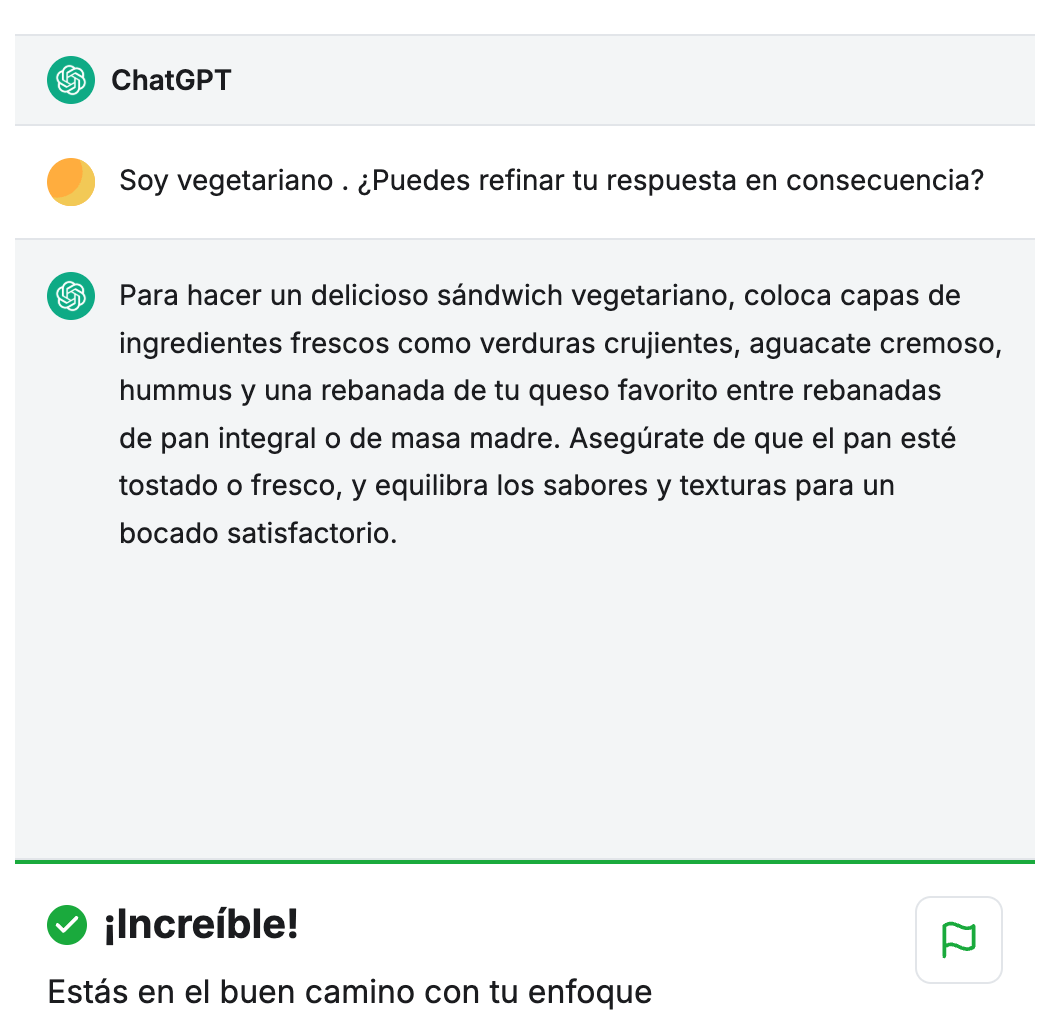 ChatGPT
Soy vegetariano . ¿Puedes refinar tu respuesta en consecuencia?
Para hacer un delicioso sándwich vegetariano, coloca capas de
ingredientes frescos como verduras crujientes, aguacate cremoso,
hummus y una rebanada de tu queso favorito entre rebanadas
de pan integral o de masa madre. Asegúrate de que el pan esté
tostado o fresco, y equilibra los sabores y texturas para un
bocado satisfactorio.
¡Increíble!
Estás en el buen camino con tu enfoque